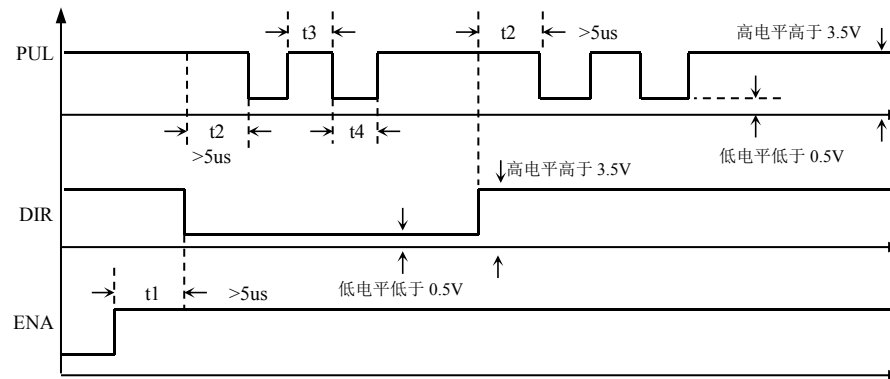 t3
t2
>5us
高电平高于 3.5V
PUL
t2
t4
>5us
低电平低于 0.5V
高电平高于 3.5V
DIR
t1
>5us
低电平低于 0.5V
ENA